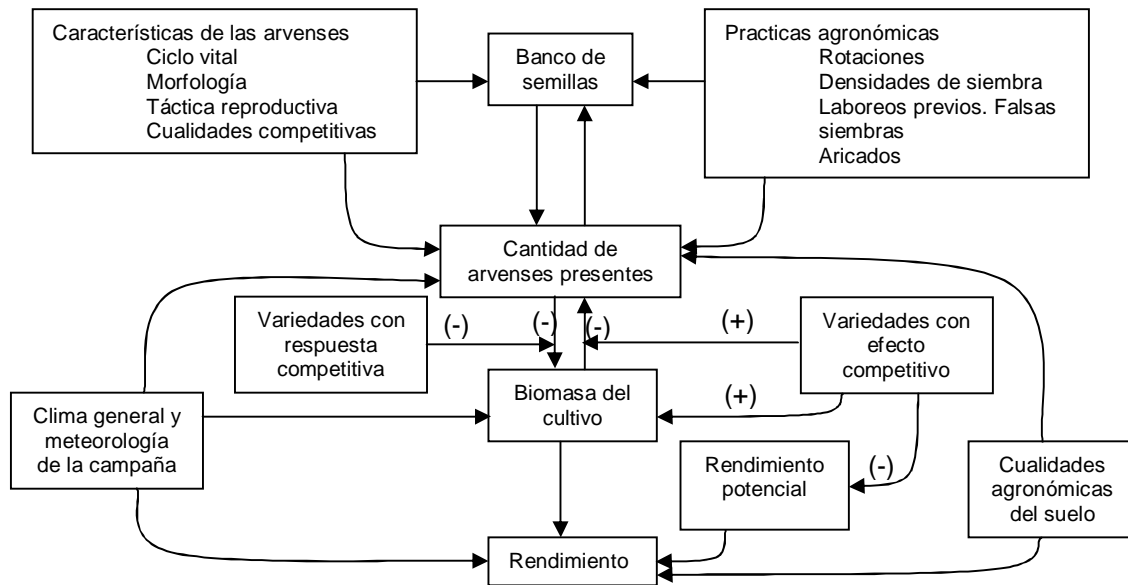 Características de las arvenses
Ciclo vital
Morfología
Táctica reproductiva
Cualidades competitivas
Banco de
semillas
Practicas agronómicas
Rotaciones
Densidades de siembra
Laboreos previos. Falsas
siembras
Aricados
Cantidad de
arvenses presentes
Variedades con
respuesta
competitiva
(-)
(-)
(-)
(+)
Variedades con
efecto
competitivo
Clima general y
meteorología
de la campaña
Biomasa del
cultivo
(+)
Rendimiento
potencial
(-)
Cualidades
agronómicas
del suelo
Rendimiento